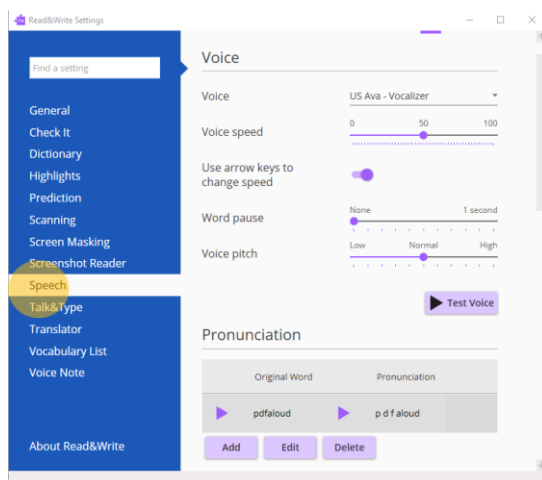 Read&Write Settings
Find a setting
General
Check It
Dictionary
Highlights
Prediction
Scanning
Screen Masking
Screenshot Reader
Speech
Talk&Type
Translator
Vocabulary List
Voice Note
About Read&Write
Voice
Voice US Ava - Vocalizer
0 50 100
Voice speed
Use arrow keys to
change speed
None 1 second
Word pause
Low Normal High
Voice pitch
Test Voice
Pronunciation
Original Word Pronunciation
pdfaloud p d f aloud
Add Edit Delete